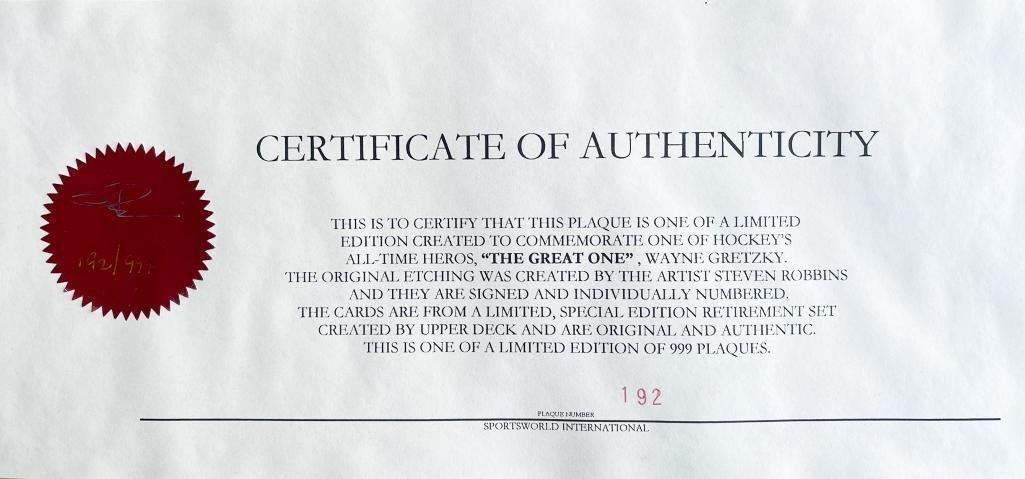 CERTIFICATE OF AUTHENTICITY
THIS IS TO CERTIFY THAT THIS PLAQUE IS ONE OF A LIMITED
EDITION CREATED TO COMMEMORATE ONE OF HOCKEY'S
ALL-TIME HEROS, "THE GREAT ONE" , WAYNE GRETZKY.
THE ORIGINAL ETCHING WAS CREATED BY THE ARTIST STEVEN ROBBINS
AND THEY ARE SIGNED AND INDIVIDUALLY NUMBERED.
THE CARDS ARE FROM A LIMITED, SPECIAL EDITION RETIREMENT SET
CREATED BY UPPER DECK AND ARE ORIGINAL AND AUTHENTIC.
THIS IS ONE OF A LIMITED EDITION OF 999 PLAQUES.
192/999
192
PLAQUE NUMBER
SPORTSWORLD INTERNATIONAL